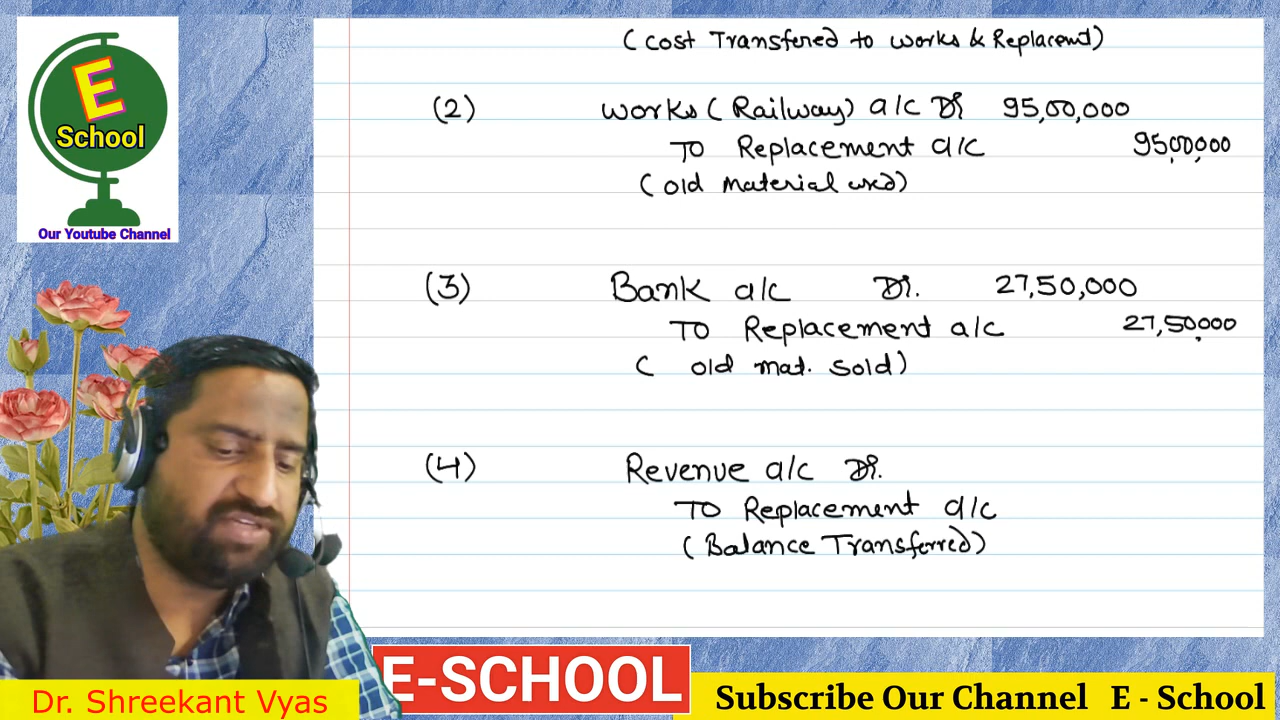 E
School
Our Youtube Channel
(Cost Transfered to Works & Replacemt)
(2) Works (Railway) a/c Dr 95,00,000
To Replacement a/c 95,00,000
(old material used)
(3) Bank a/c Dr. 27,50,000
To Replacement a/c 27,50,000
( old mat. sold)
(4) Revenue a/c Dr.
To Replacement a/c
(Balance Transferred)
E-SCHOOL
Dr. Shreekant Vyas
Subscribe Our Channel E - School